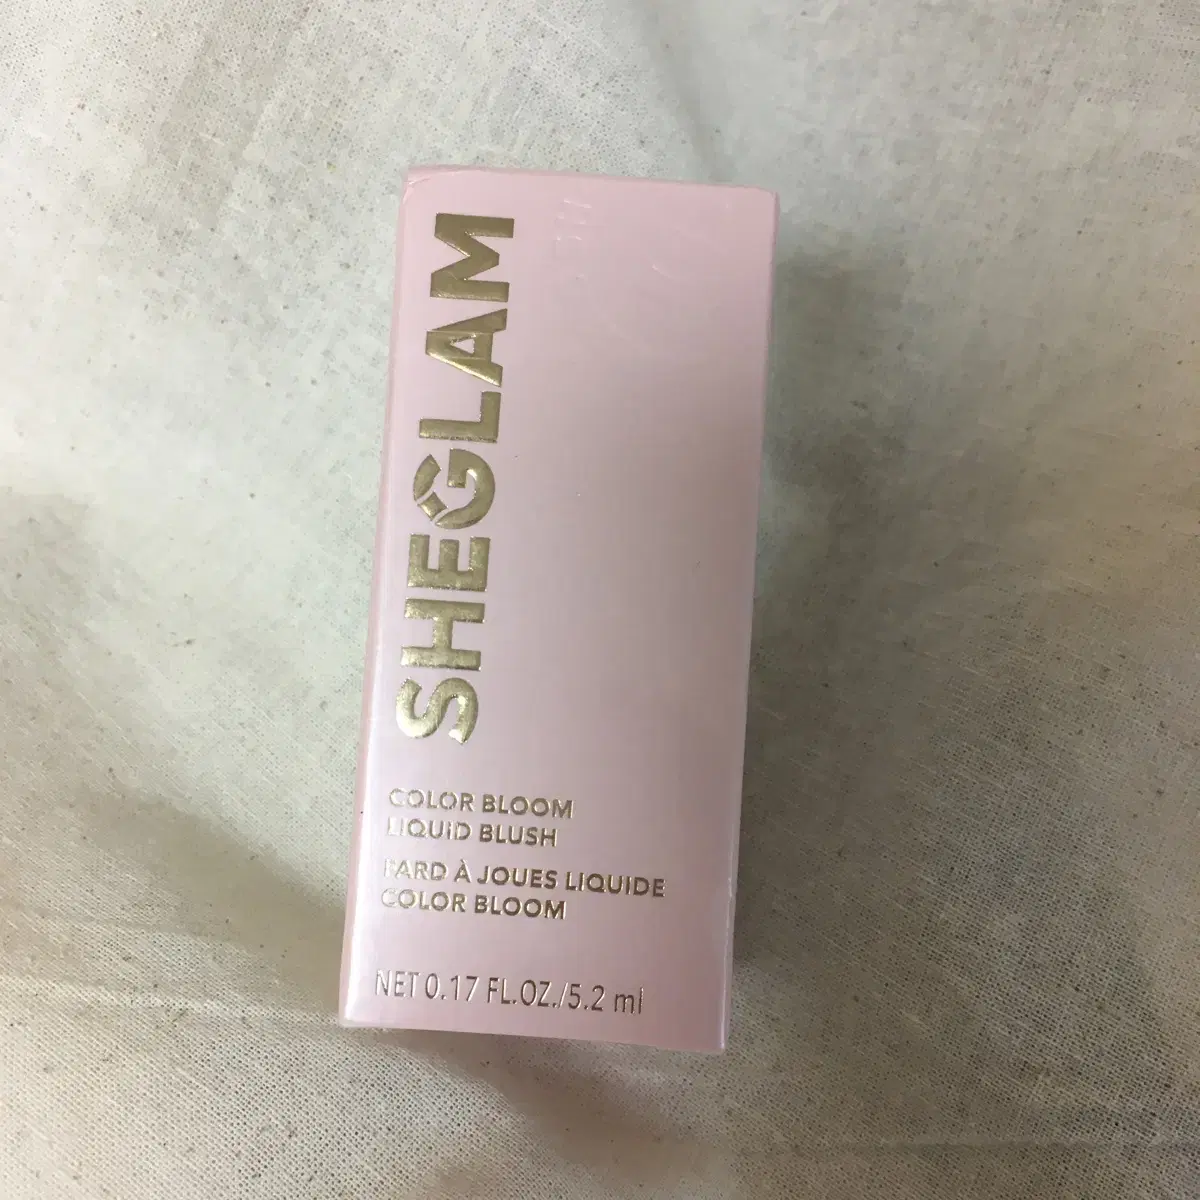 SHEGLAM
COLOR BLOOM
LIQUID BLUSH
FARD À JOUES LIQUIDE
COLOR BLOOM
NET 0.17 FL.OZ./5.2 ml